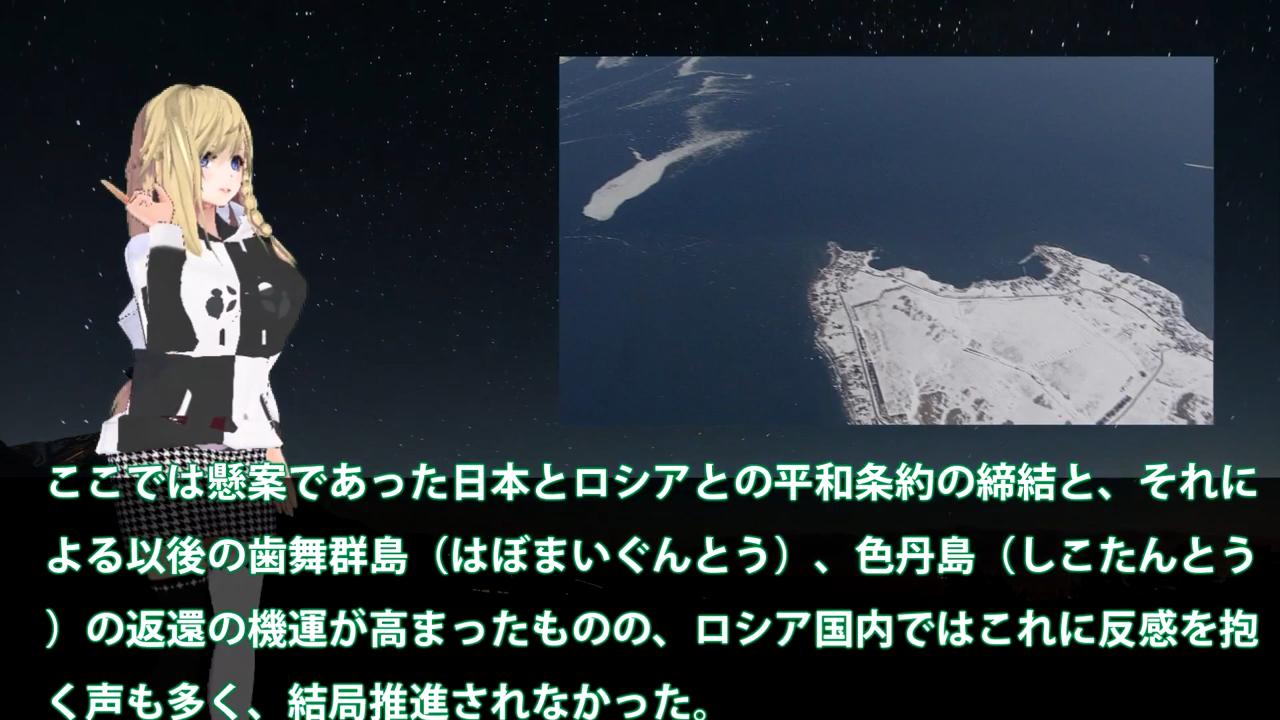 ここでは懸案であった日本とロシアとの平和条約の締結と、それに
よる以後の歯舞群島（はぼまいぐんとう）、色丹島（しこたんとう
）の返還の機運が高まったものの、ロシア国内ではこれに反感を抱
く声も多く、結局推進されなかった。